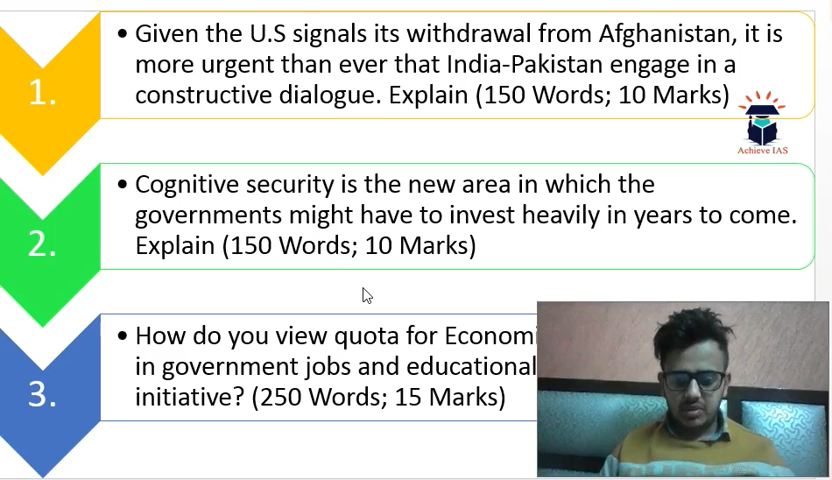 1.
• Given the U.S signals its withdrawal from Afghanistan, it is
more urgent than ever that India-Pakistan engage in a
constructive dialogue. Explain (150 Words; 10 Marks)
Achieve IAS
2.
• Cognitive security is the new area in which the
governments might have to invest heavily in years to come.
Explain (150 Words; 10 Marks)
3.
• How do you view quota for Economi
in government jobs and educational
initiative? (250 Words; 15 Marks)